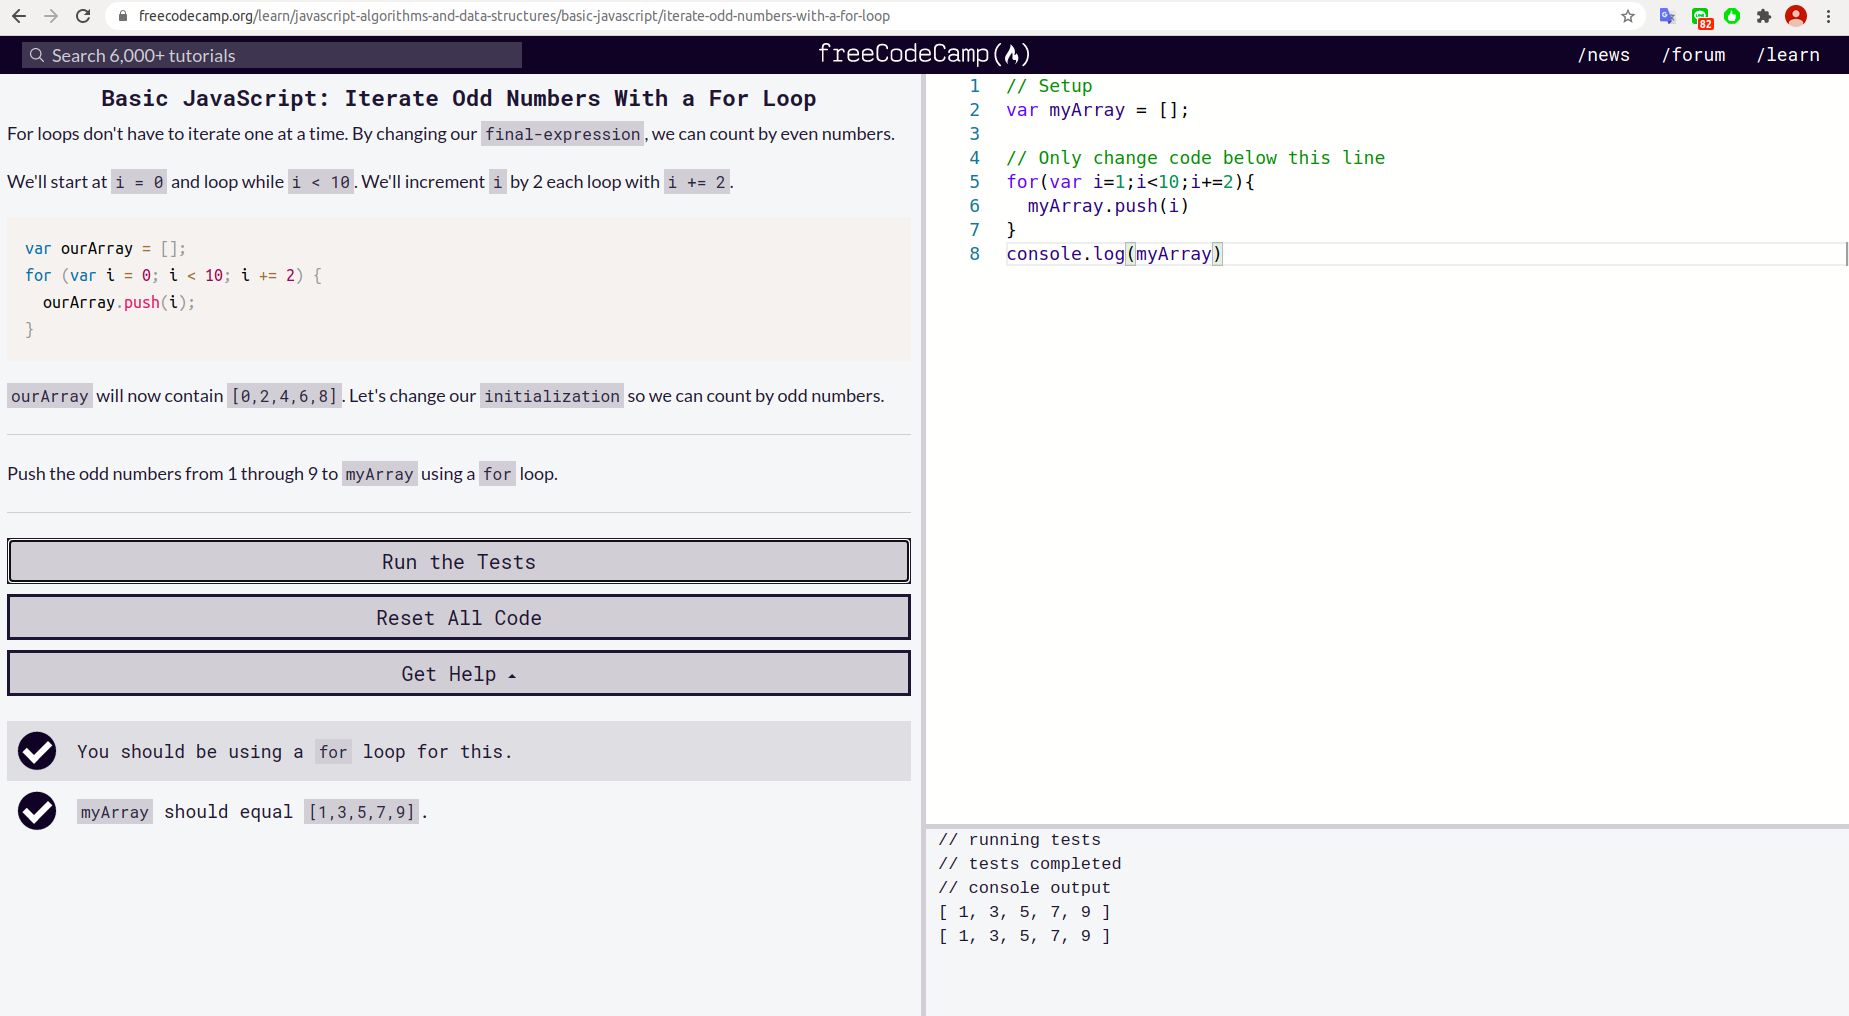 freecodecamp.org/learn/javascript-algorithms-and-data-structures/basic-javascript/iterate-odd-numbers-with-a-for-loop
82
Search 6,000+ tutorials
freeCodeCamp(🔥)
/news /forum /learn
Basic JavaScript: Iterate Odd Numbers With a For Loop
For loops don't have to iterate one at a time. By changing our final-expression, we can count by even numbers.
We'll start at i = 0 and loop while i < 10. We'll increment i by 2 each loop with i += 2.
var ourArray = [];
for (var i = 0; i < 10; i += 2) {
  ourArray.push(i);
}
ourArray will now contain [0,2,4,6,8]. Let's change our initialization so we can count by odd numbers.
Push the odd numbers from 1 through 9 to myArray using a for loop.
Run the Tests
Reset All Code
Get Help
You should be using a for loop for this.
myArray should equal [1,3,5,7,9].
1 // Setup
2 var myArray = [];
3
4 // Only change code below this line
5 for(var i=1;i<10;i+=2){
6   myArray.push(i)
7 }
8 console.log(myArray)
// running tests
// tests completed
// console output
[ 1, 3, 5, 7, 9 ]
[ 1, 3, 5, 7, 9 ]